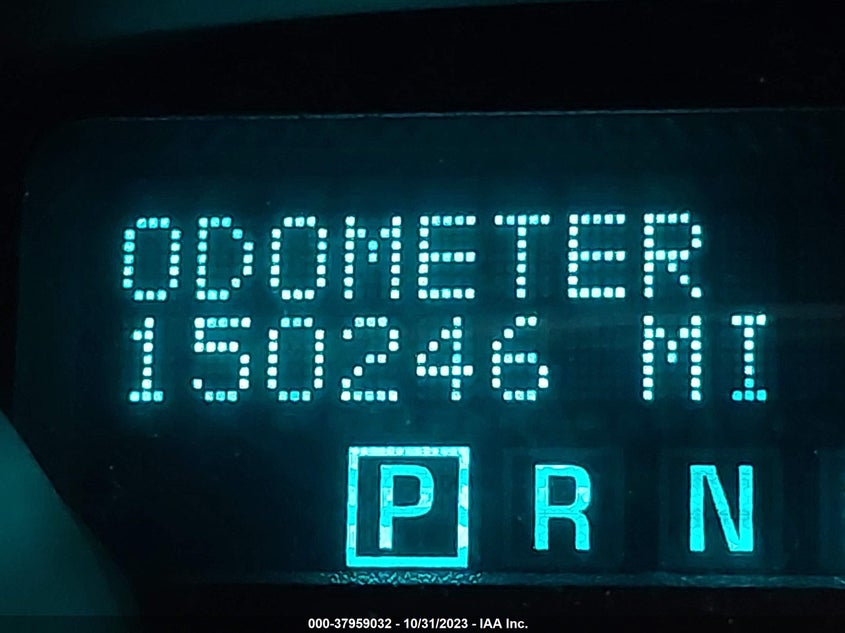 ODOMETER
150246 MI
P R N
000-37959032 - 10/31/2023 - IAA Inc.